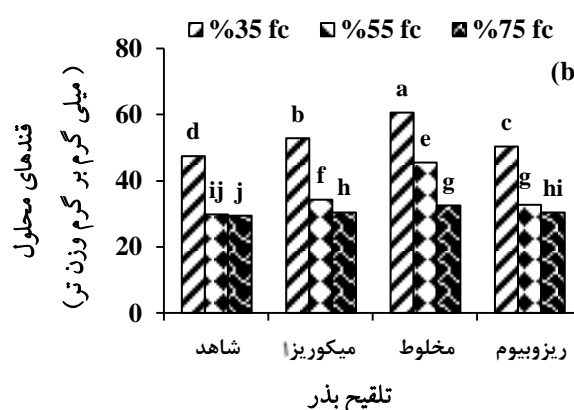 %35 fc %55 fc %75 fc
(b
80
60
40
20
0
قندهای محلول
(میلی گرم بر گرم وزن تر)
d ij j b f h a e g c g hi
شاهد میکوریزا مخلوط ریزوبیوم
تلقیح بذر